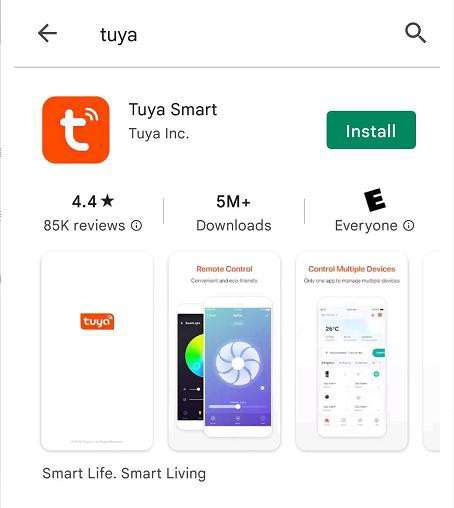 tuya
Tuya Smart
Tuya Inc.
Install
4.4★
85K reviews
5M+
Downloads
E
Everyone
tuya
Remote Control
Convenient and eco-friendly
SmartLight
Control Multiple Devices
Only one app to manage multiple devices
26°C
Smart Life. Smart Living